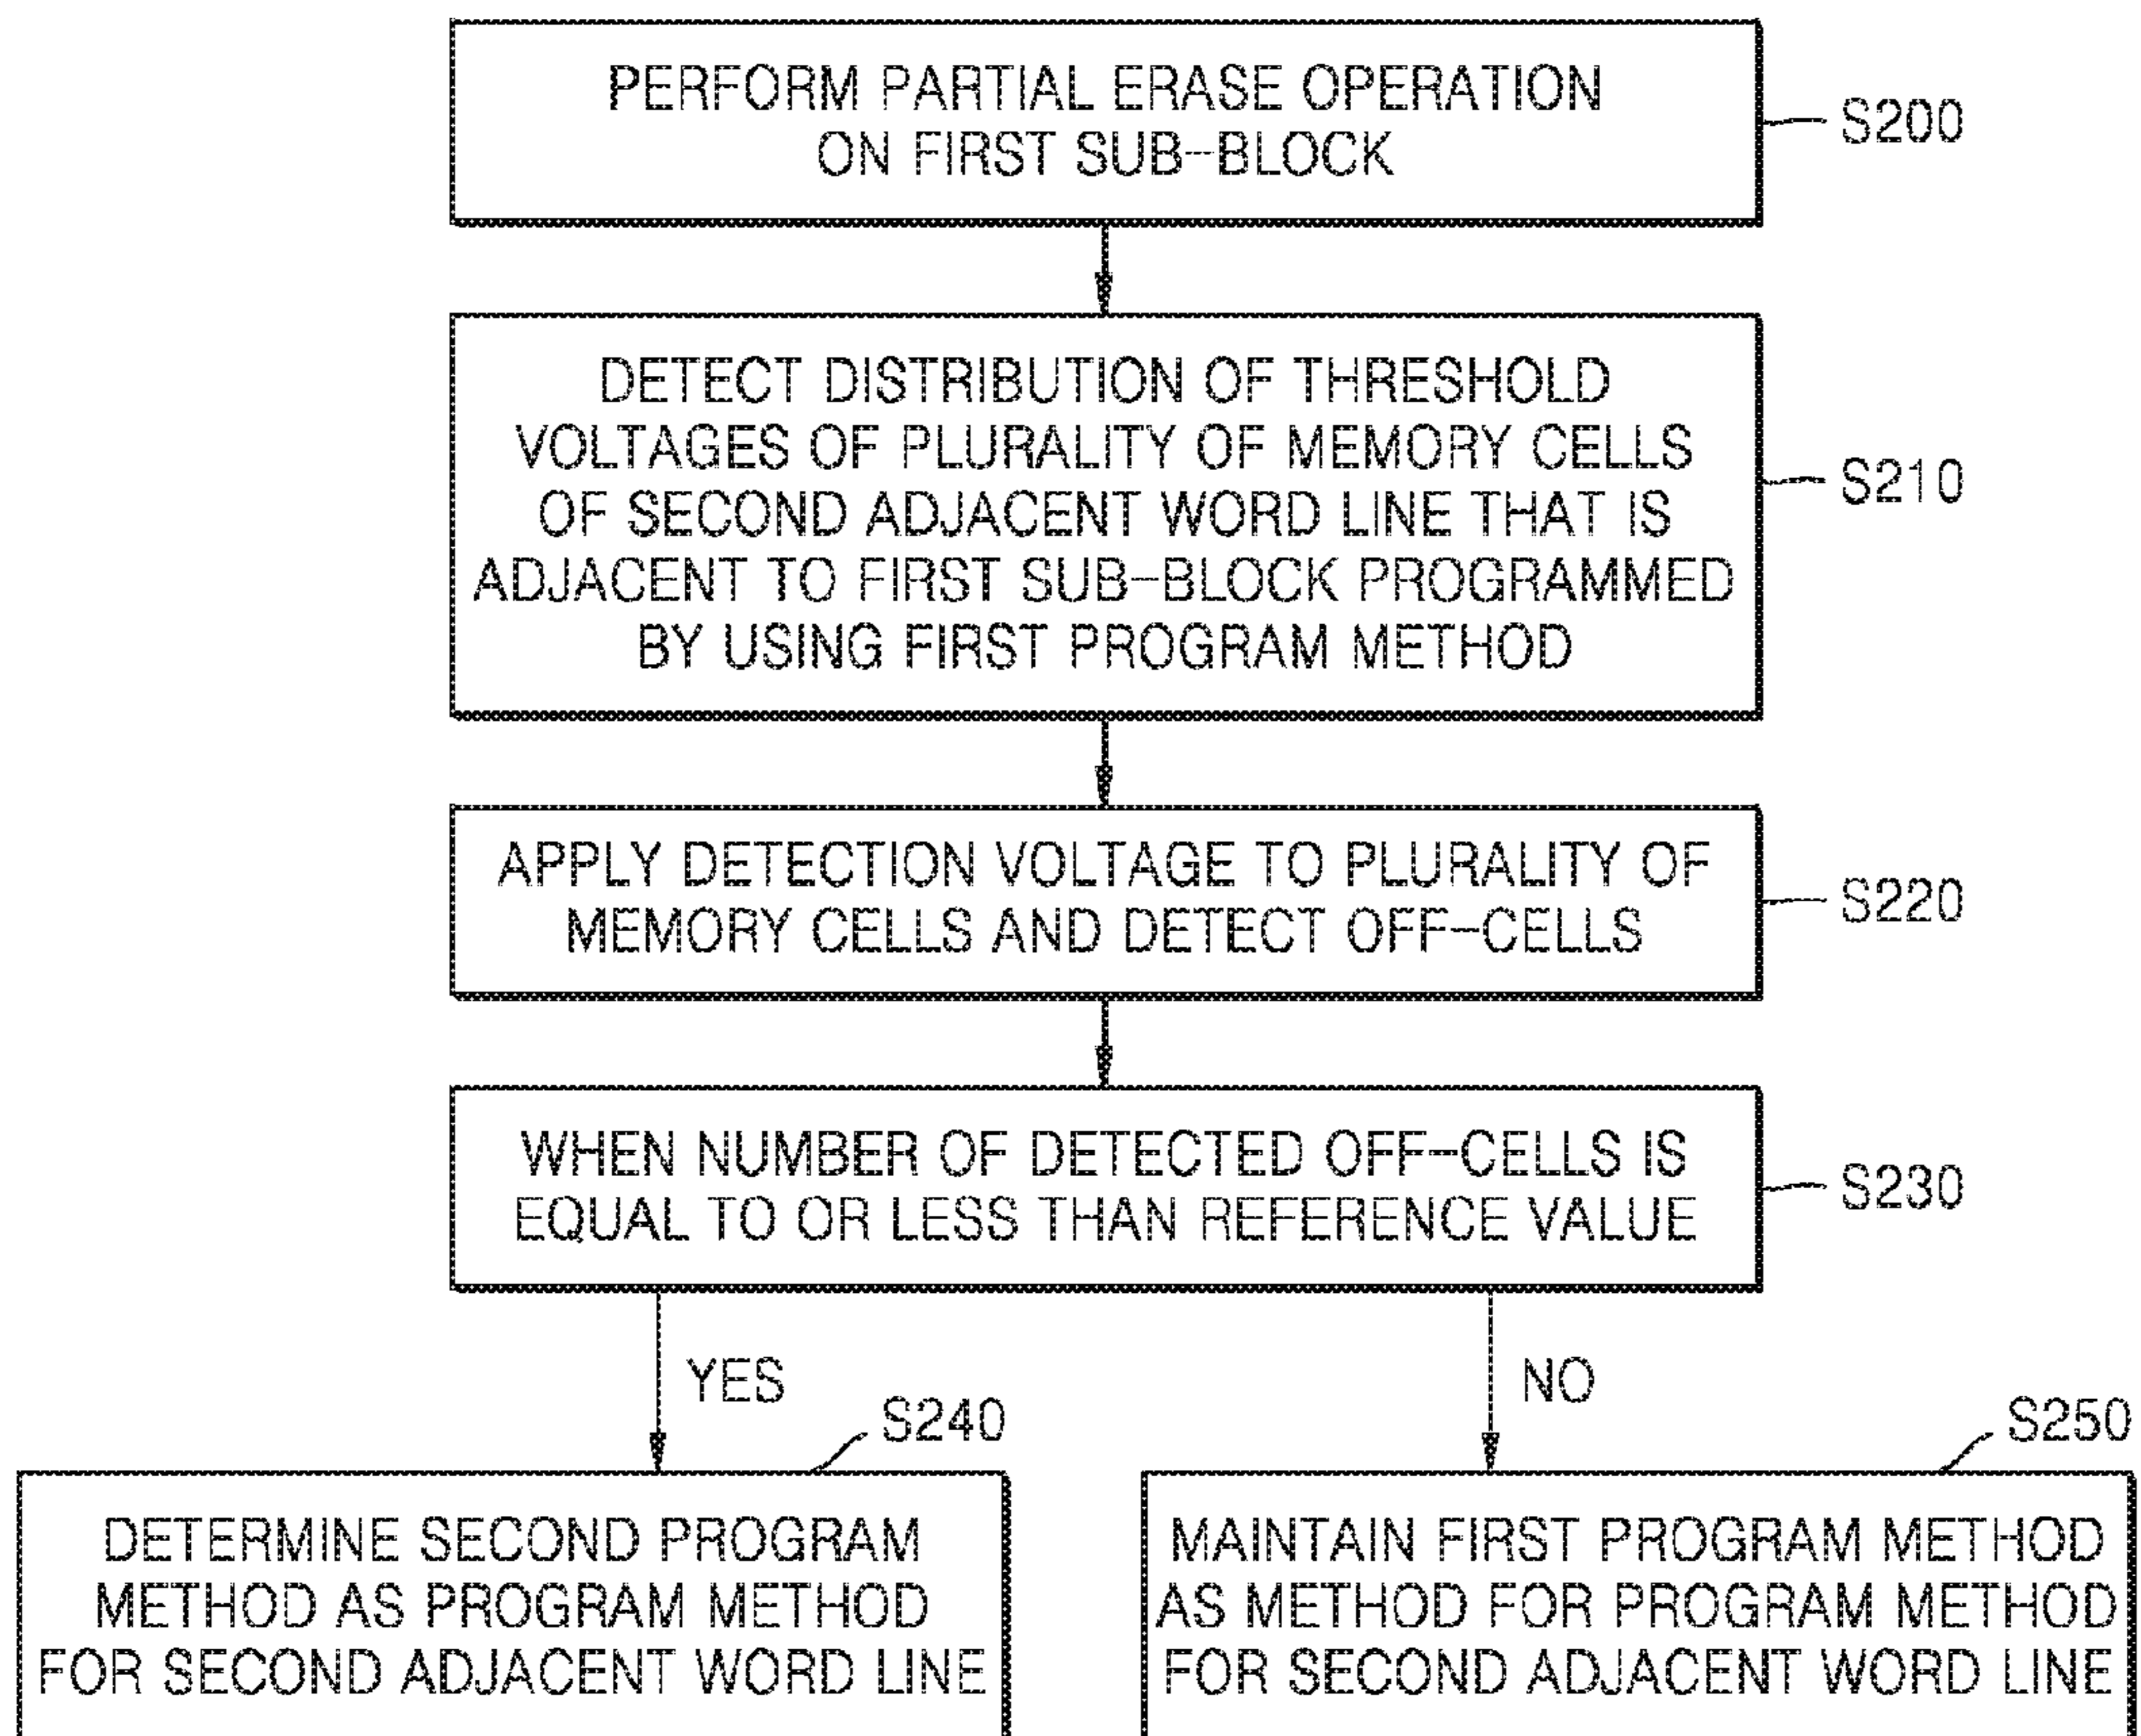 PERFORM PARTIAL ERASE OPERATION
ON FIRST SUB-BLOCK
S200
DETECT DISTRIBUTION OF THRESHOLD
VOLTAGES OF PLURALITY OF MEMORY CELLS
OF SECOND ADJACENT WORD LINE THAT IS
ADJACENT TO FIRST SUB-BLOCK PROGRAMMED
BY USING FIRST PROGRAM METHOD
S210
APPLY DETECTION VOLTAGE TO PLURALITY OF
MEMORY CELLS AND DETECT OFF-CELLS
S220
WHEN NUMBER OF DETECTED OFF-CELLS IS
EQUAL TO OR LESS THAN REFERENCE VALUE
S230
YES
NO
S240
DETERMINE SECOND PROGRAM
METHOD AS PROGRAM METHOD
FOR SECOND ADJACENT WORD LINE
S250
MAINTAIN FIRST PROGRAM METHOD
AS METHOD FOR PROGRAM METHOD
FOR SECOND ADJACENT WORD LINE